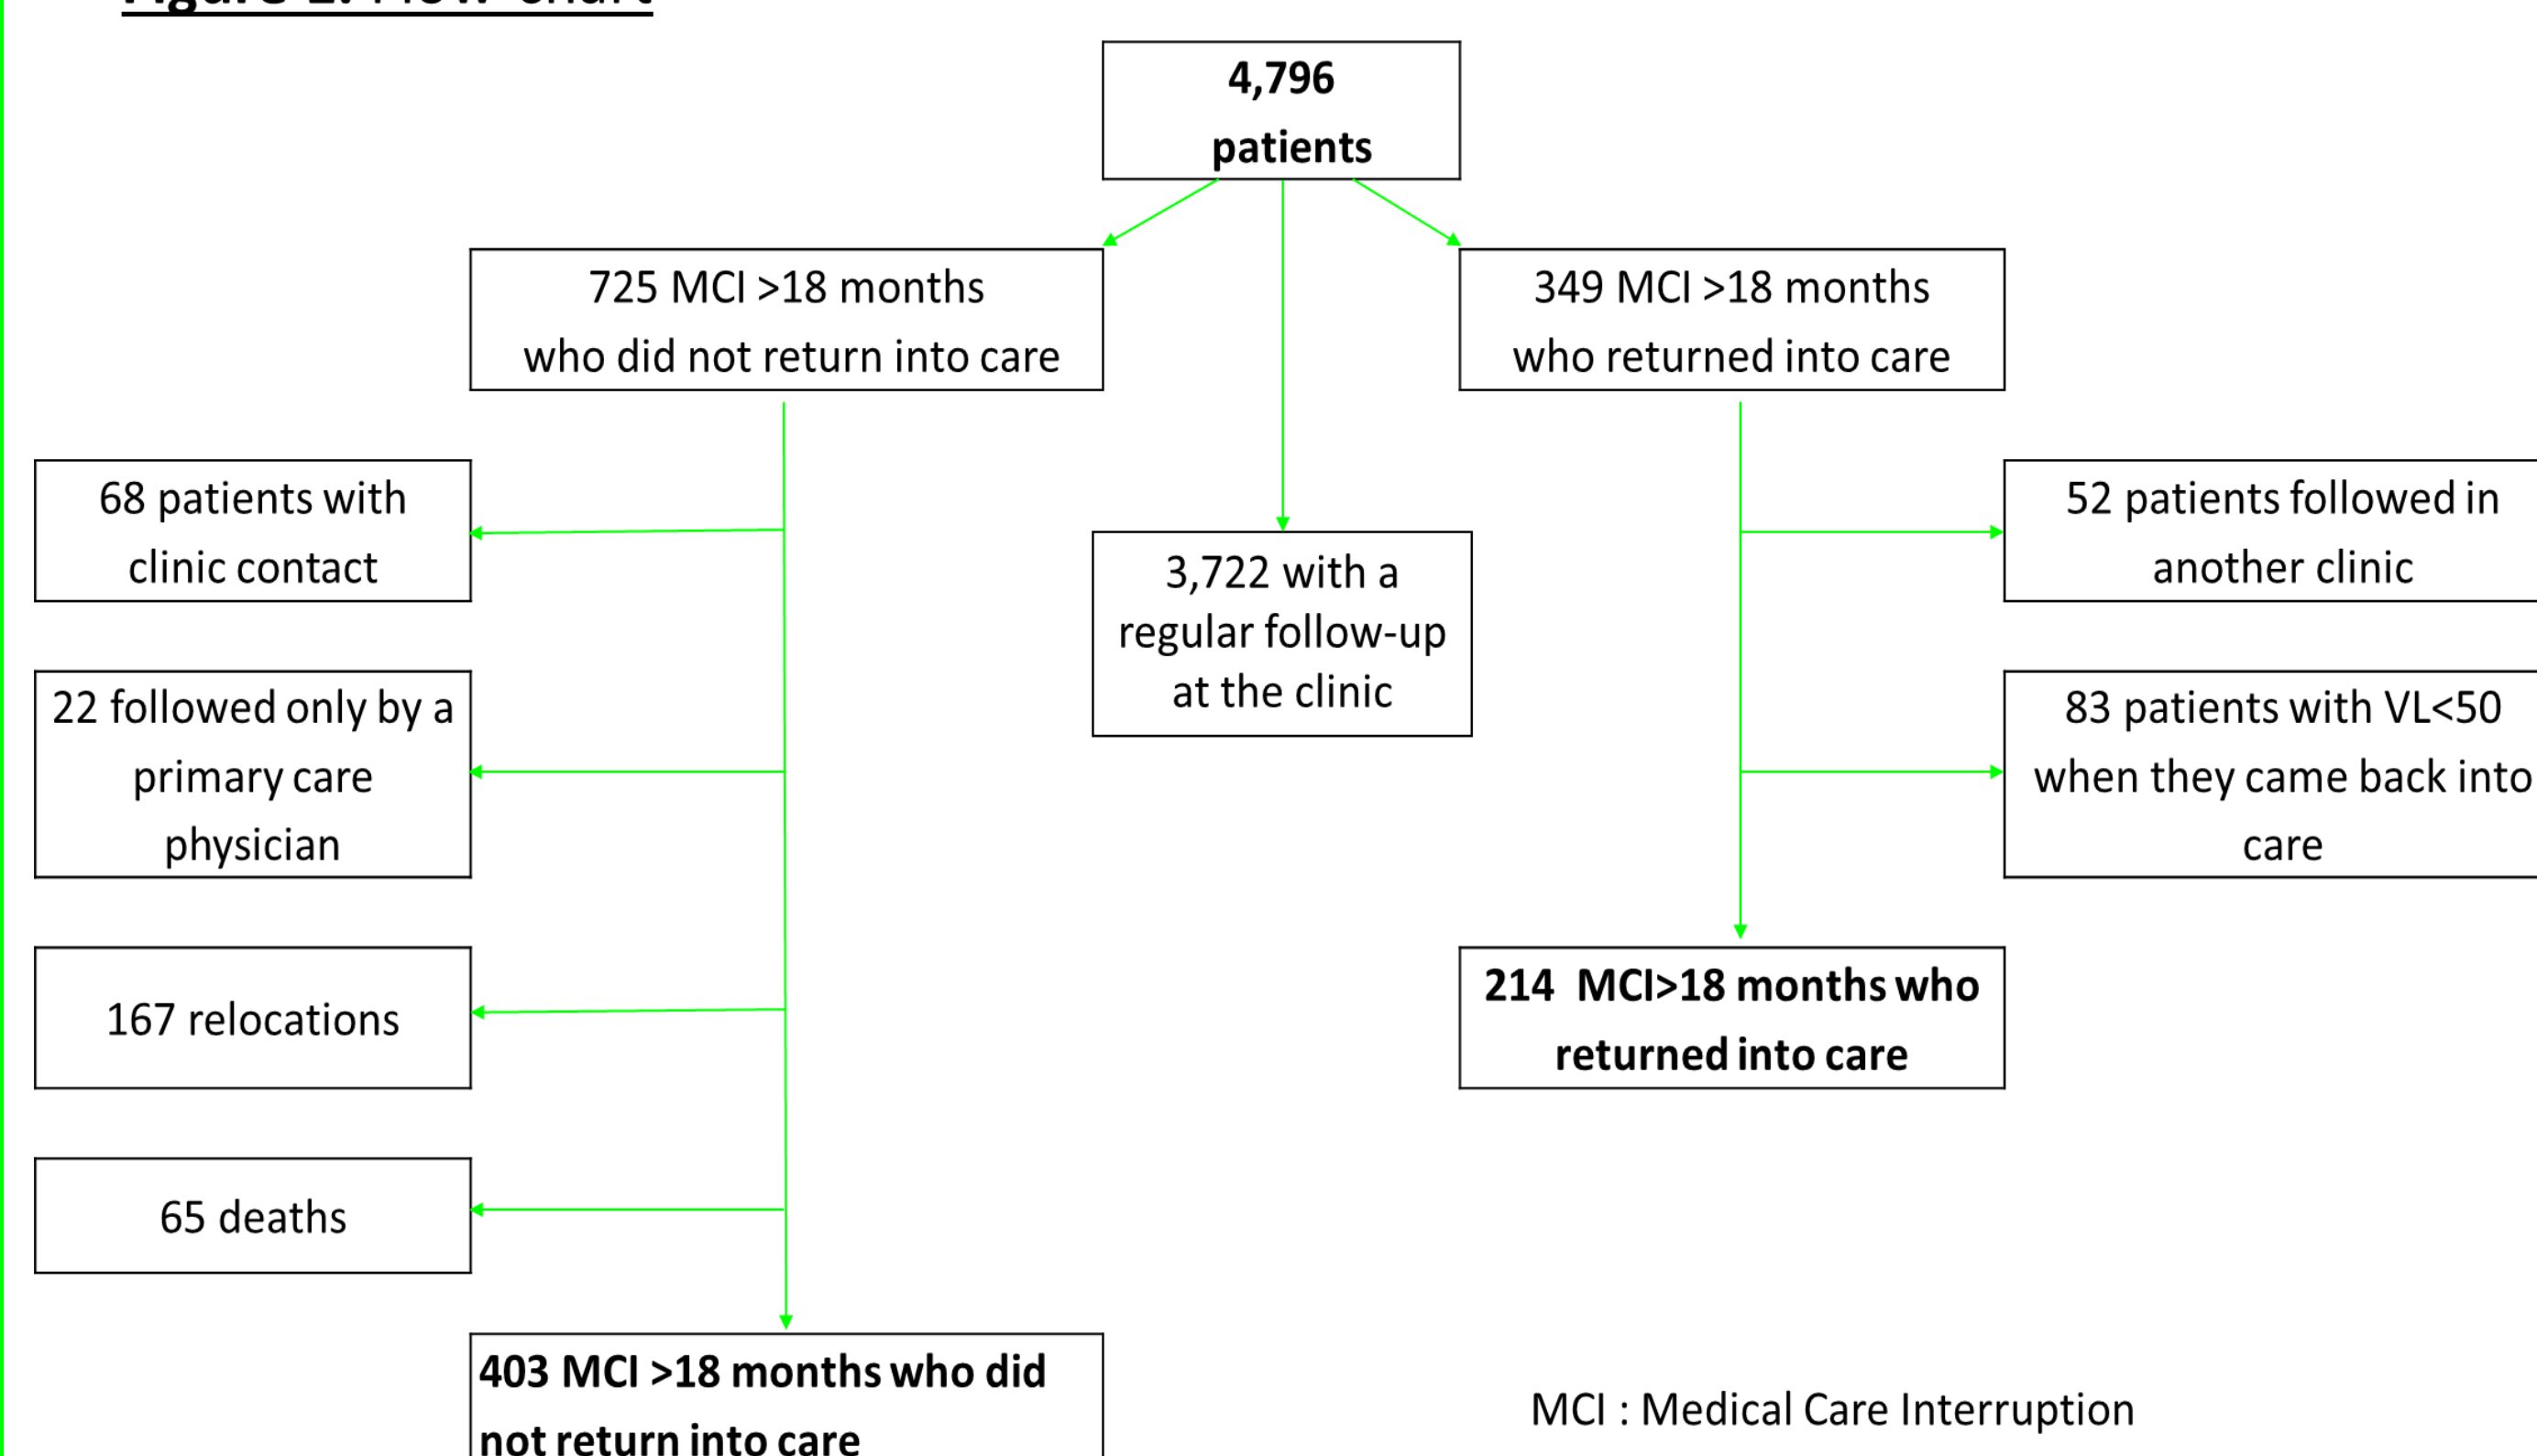 Figure 1: Flow-chart
4,796
patients
725 MCI >18 months
who did not return into care
349 MCI >18 months
who returned into care
68 patients with
clinic contact
52 patients followed in
another clinic
3,722 with a
regular follow-up
at the clinic
22 followed only by a
primary care
physician
83 patients with VL<50
when they came back into
care
167 relocations
214 MCI>18 months who
returned into care
65 deaths
403 MCI >18 months who did
not return into care
MCI : Medical Care Interruption